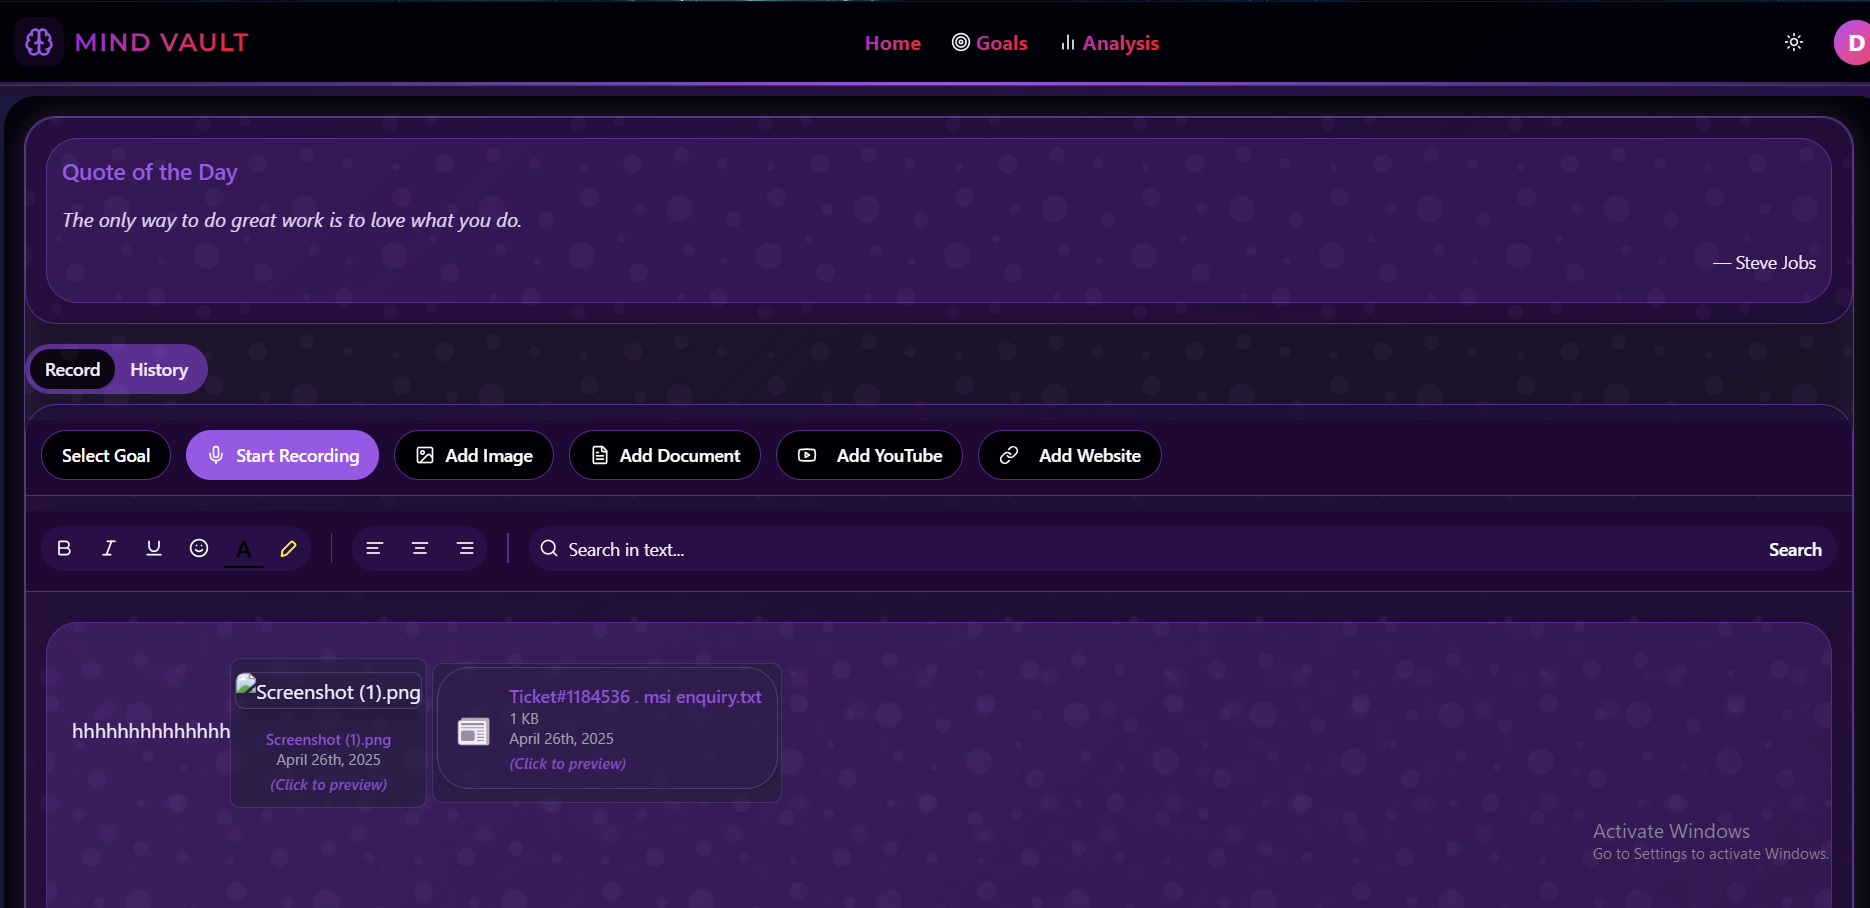 MIND VAULT
Home Goals Analysis
D
Quote of the Day
The only way to do great work is to love what you do.
— Steve Jobs
Record History
Select Goal Start Recording Add Image Add Document Add YouTube Add Website
B I U A Search in text... Search
hhhhhhhhhhhhhh
Screenshot (1).png
Screenshot (1).png
April 26th, 2025
(Click to preview)
Ticket#1184536 . msi enquiry.txt
1 KB
April 26th, 2025
(Click to preview)
Activate Windows
Go to Settings to activate Windows.